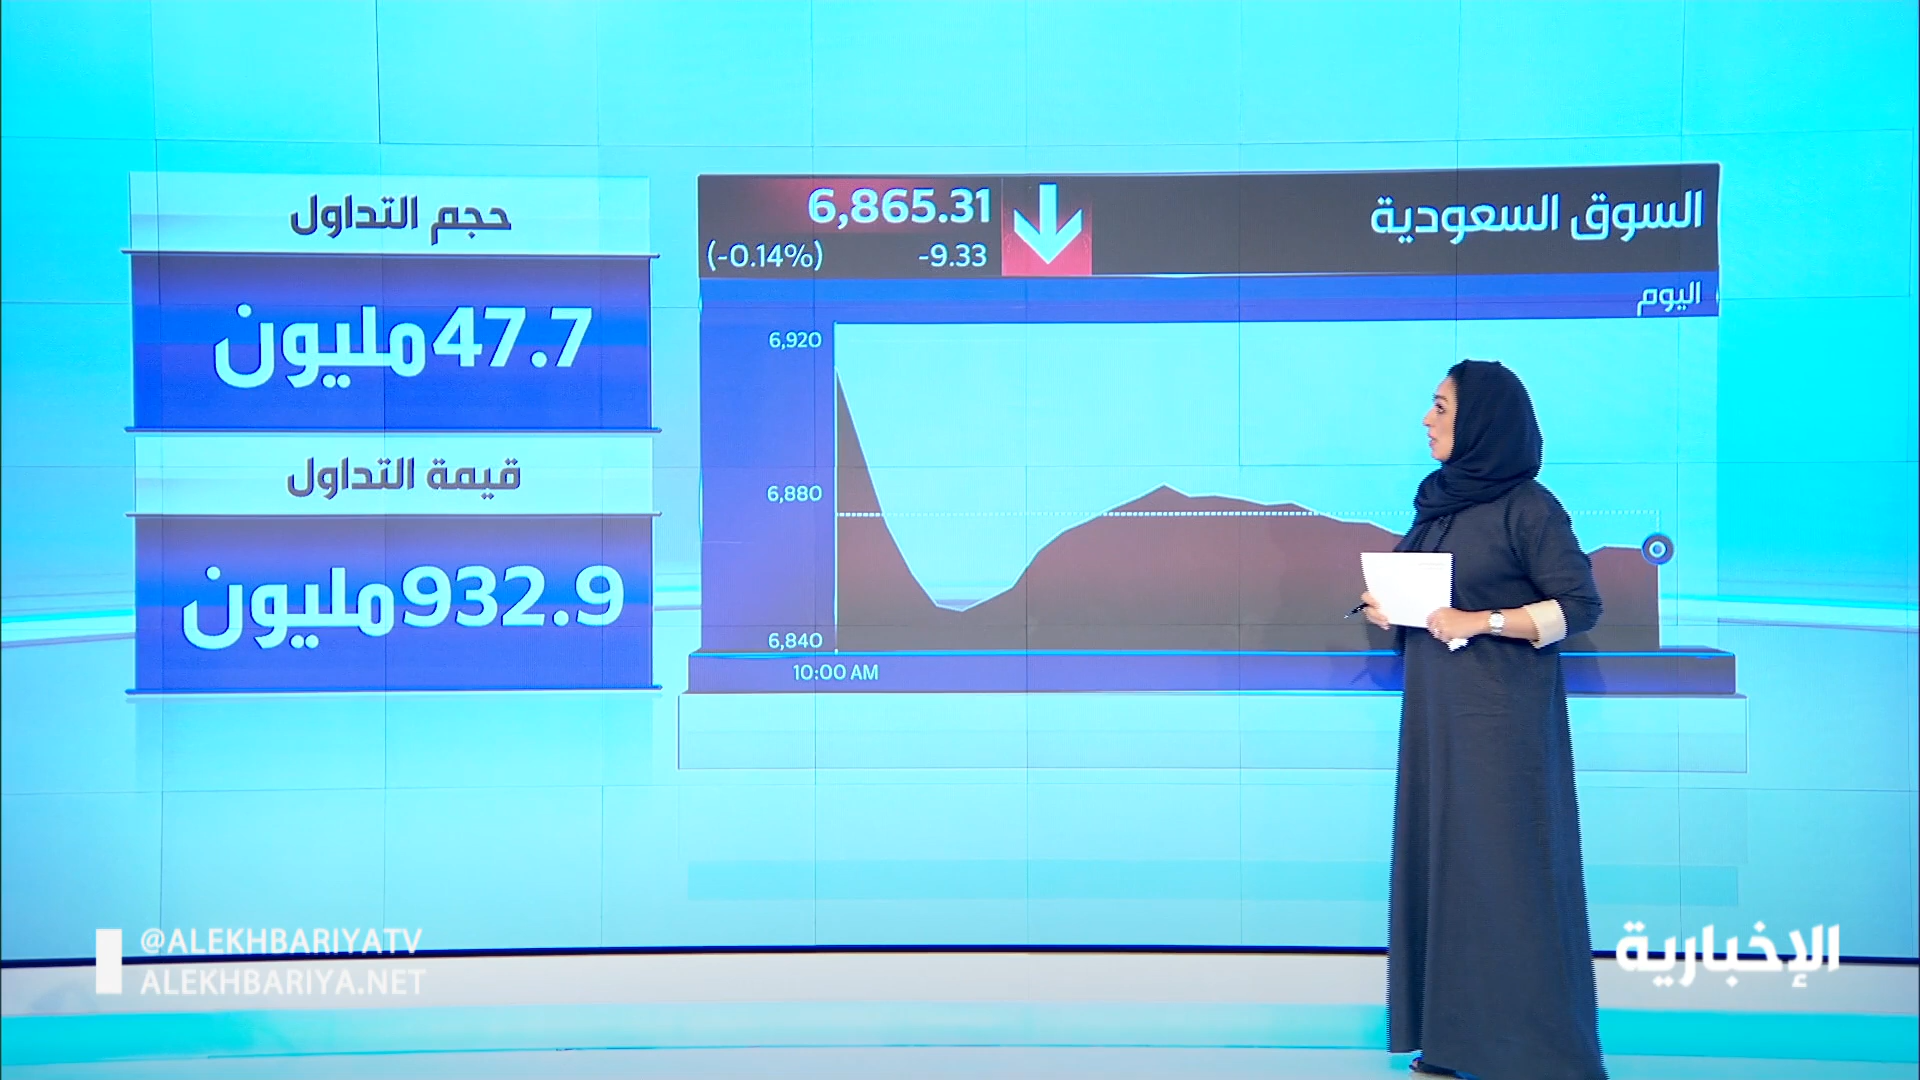 السوق السعودية
6,865.31
-9.33
(-0.14%)
اليوم
6,920
6,880
6,840
10:00 AM
حجم التداول
47.7مليون
قيمة التداول
932.9مليون
@ALEKHBARIYATV
ALEKHBARIYA.NET
الإخبارية